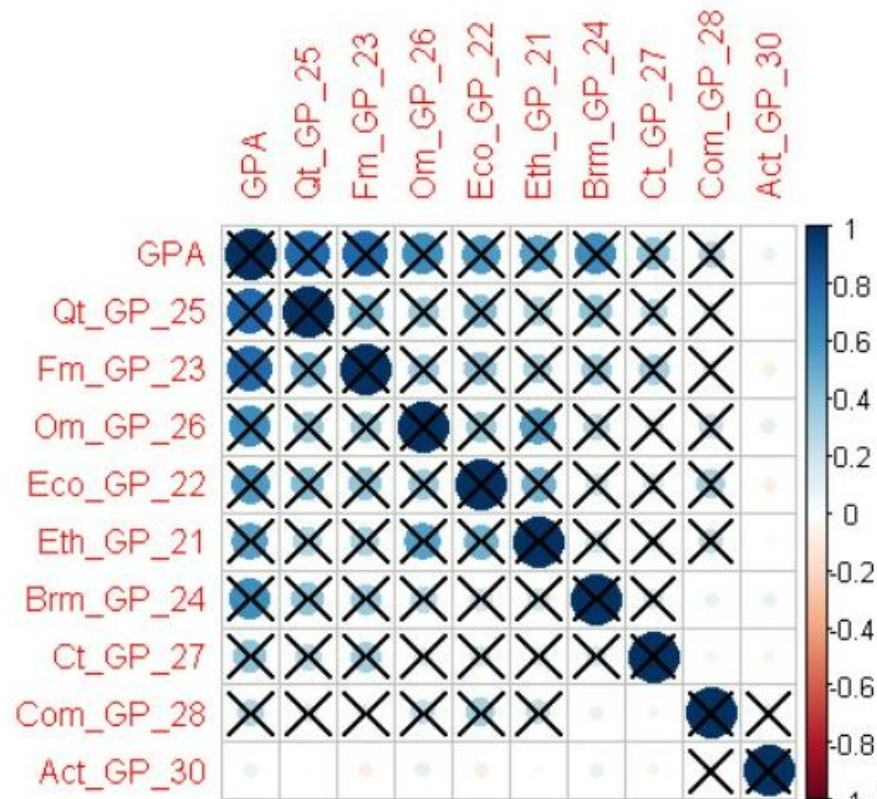 GPA
Qt_GP_25
Fm_GP_23
Om_GP_26
Eco_GP_22
Eth_GP_21
Brm_GP_24
Ct_GP_27
Com_GP_28
Act_GP_30
GPA
Qt_GP_25
Fm_GP_23
Om_GP_26
Eco_GP_22
Eth_GP_21
Brm_GP_24
Ct_GP_27
Com_GP_28
Act_GP_30
1
0.8
0.6
0.4
0.2
0
-0.2
-0.4
-0.6
-0.8
-1